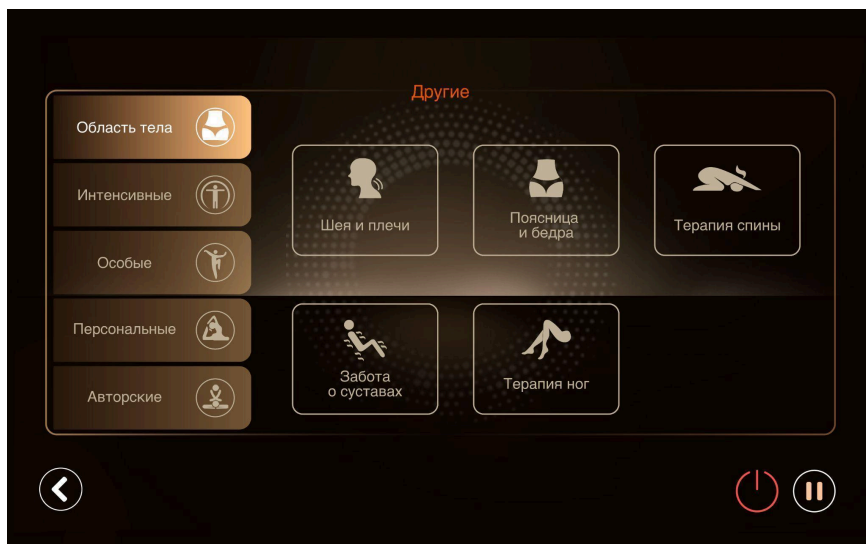 Другие
Область тела
Интенсивные
Особые
Персональные
Авторские
Шея и плечи
Поясница
и бедра
Терапия спины
Забота
о суставах
Терапия ног